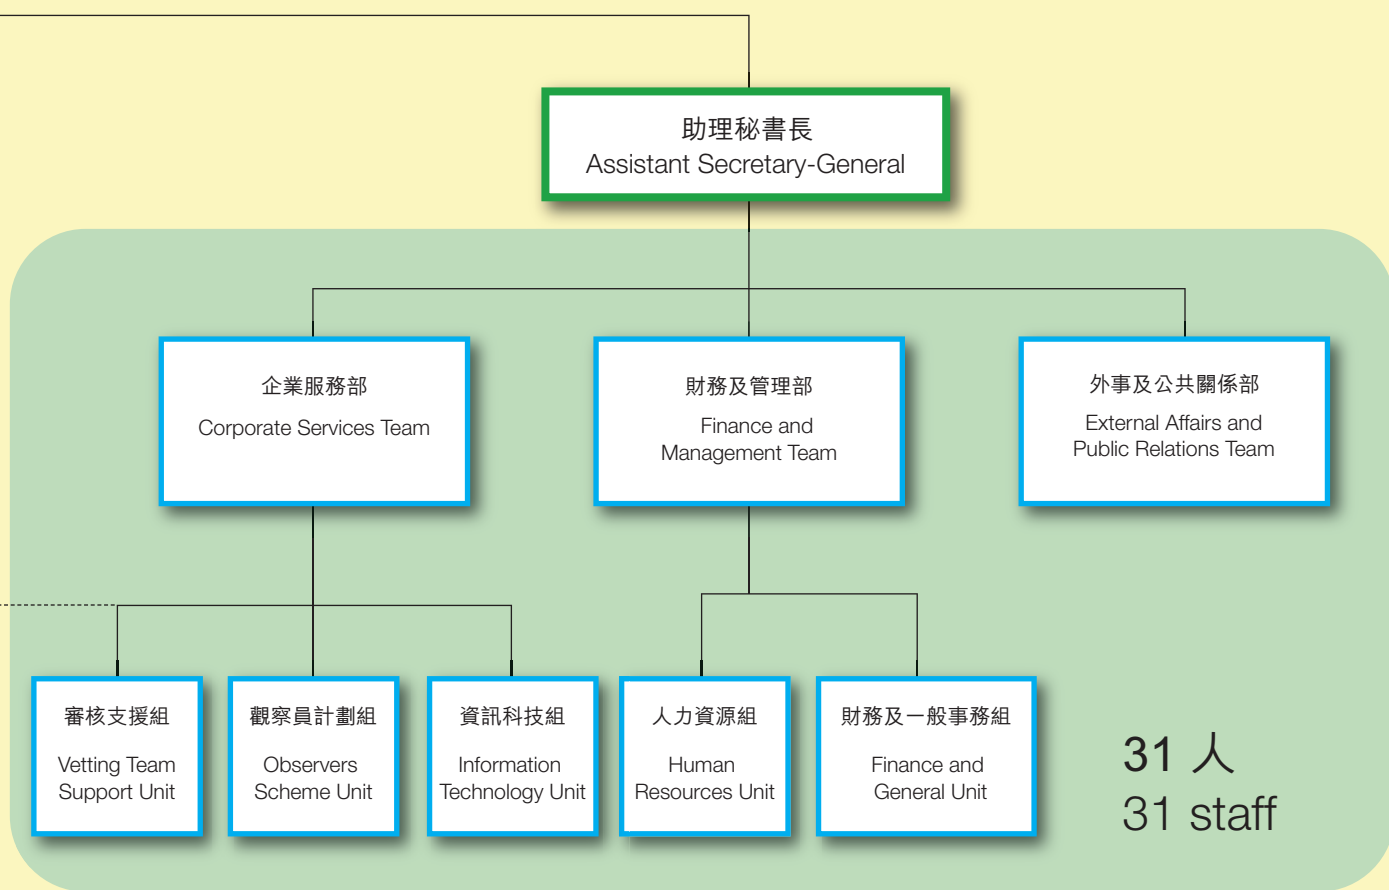 助理秘書長
Assistant Secretary-General
企業服務部
Corporate Services Team
財務及管理部
Finance and
Management Team
外事及公共關係部
External Affairs and
Public Relations Team
審核支援組
Vetting Team
Support Unit
觀察員計劃組
Observers
Scheme Unit
資訊科技組
Information
Technology Unit
人力資源組
Human
Resources Unit
財務及一般事務組
Finance and
General Unit
31 人
31 staff